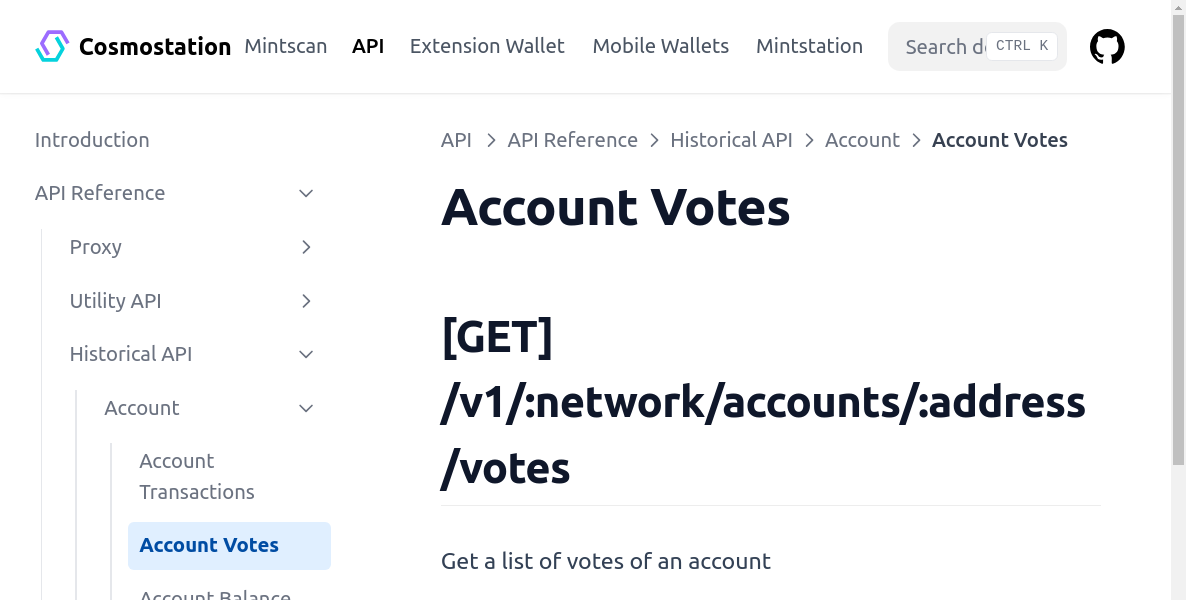 Cosmostation Mintscan API Extension Wallet Mobile Wallets Mintstation Search do CTRL K
Introduction
API Reference
Proxy
Utility API
Historical API
Account
Account
Transactions
Account Votes
Account Balance
API > API Reference > Historical API > Account > Account Votes
Account Votes
[GET]
/v1/:network/accounts/:address
/votes
Get a list of votes of an account